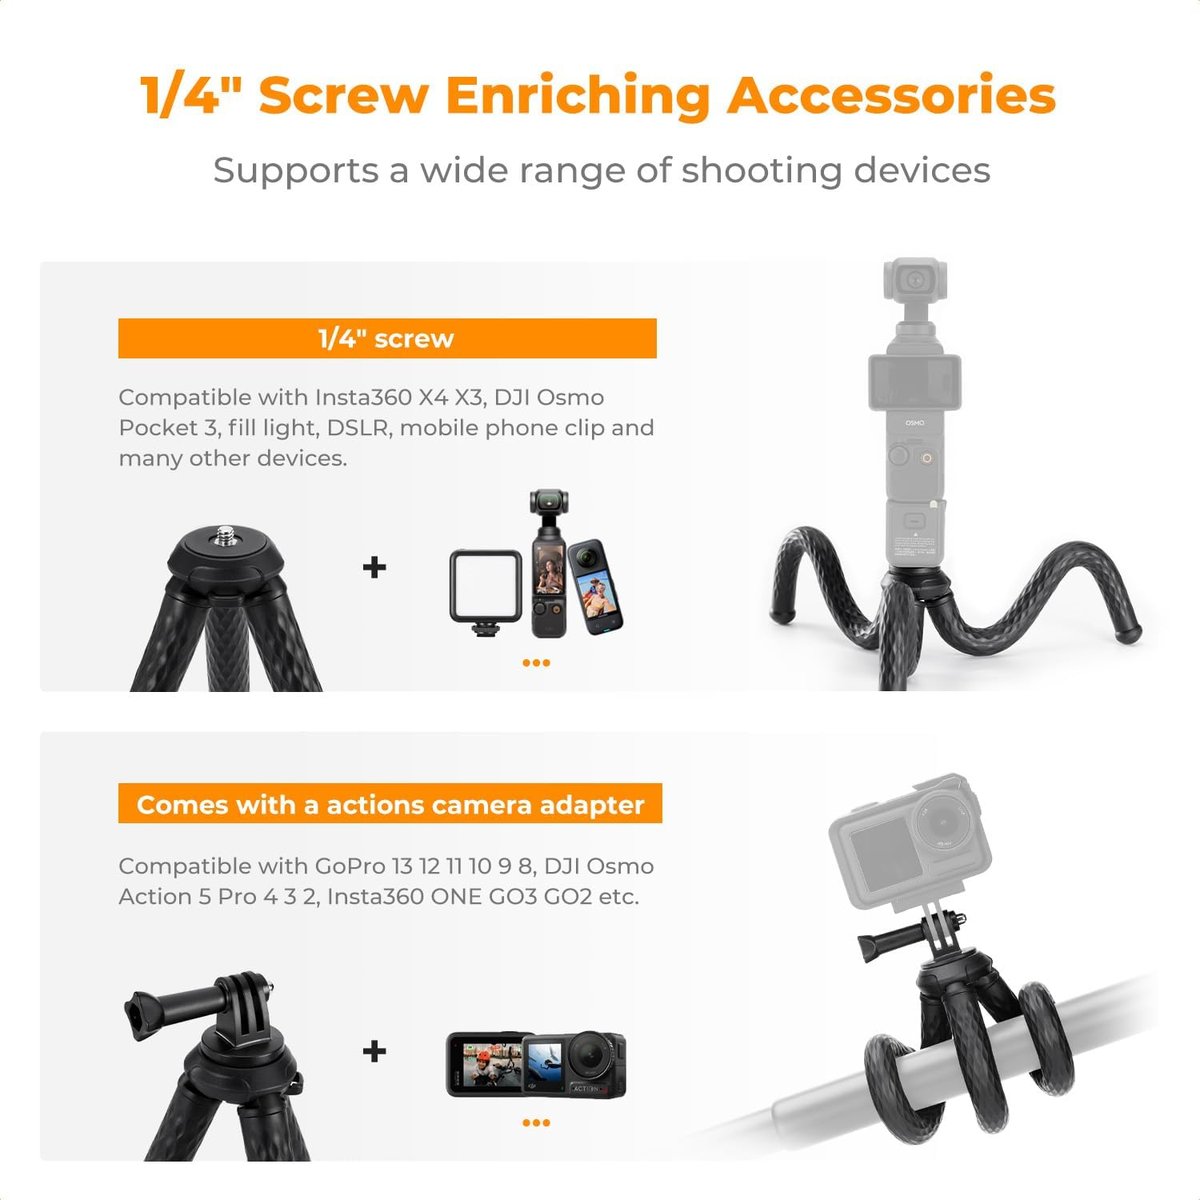 1/4" Screw Enriching Accessories
Supports a wide range of shooting devices
1/4" screw
Compatible with Insta360 X4 X3, DJI Osmo
Pocket 3, fill light, DSLR, mobile phone clip and
many other devices.
OSMO
Comes with a actions camera adapter
Compatible with GoPro 13 12 11 10 9 8, DJI Osmo
Action 5 Pro 4 3 2, Insta360 ONE GO3 GO2 etc.
ACTION